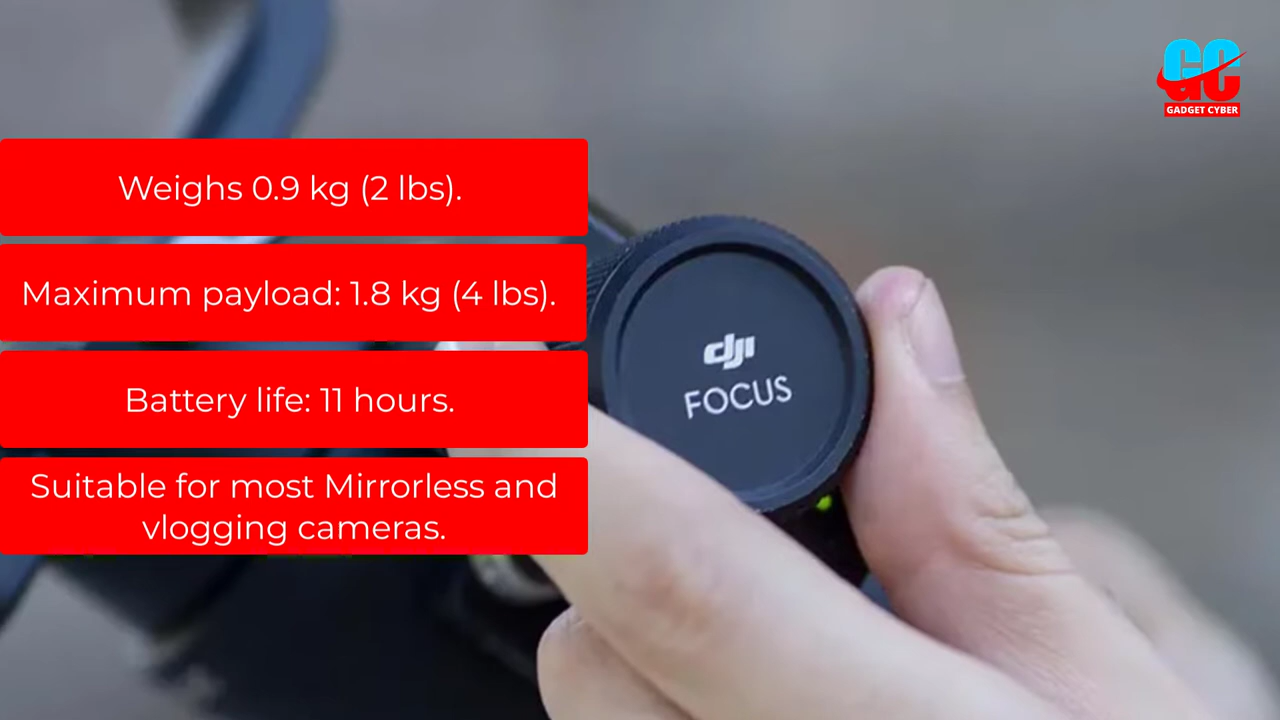 GC
GADGET CYBER
Weighs 0.9 kg (2 lbs).
Maximum payload: 1.8 kg (4 lbs).
Battery life: 11 hours.
Suitable for most Mirrorless and
vlogging cameras.
dji
FOCUS